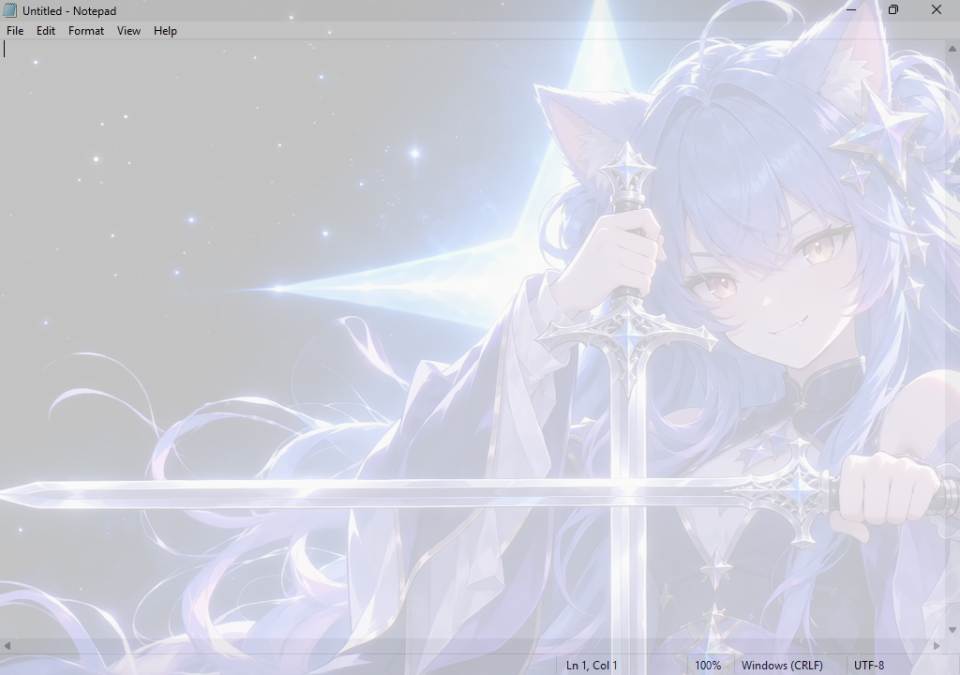 Untitled - Notepad
File Edit Format View Help
Ln 1, Col 1 100% Windows (CRLF) UTF-8